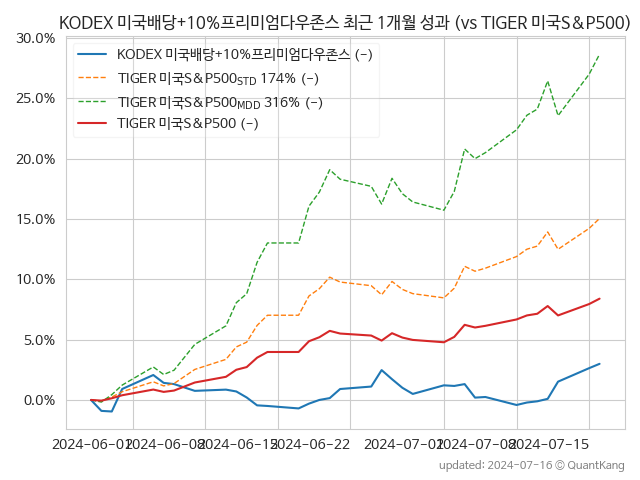 KODEX 미국배당+10%프리미엄다우존스 최근 1개월 성과 (vs TIGER 미국S&P500)
30.0%
25.0%
20.0%
15.0%
10.0%
5.0%
0.0%
KODEX 미국배당+10%프리미엄다우존스 (-)
TIGER 미국S&P500STD 174% (-)
TIGER 미국S&P500MDD 316% (-)
TIGER 미국S&P500 (-)
2024-06-01 2024-06-08 2024-06-15 2024-06-22 2024-07-01 2024-07-08 2024-07-15
updated: 2024-07-16 © QuantKang